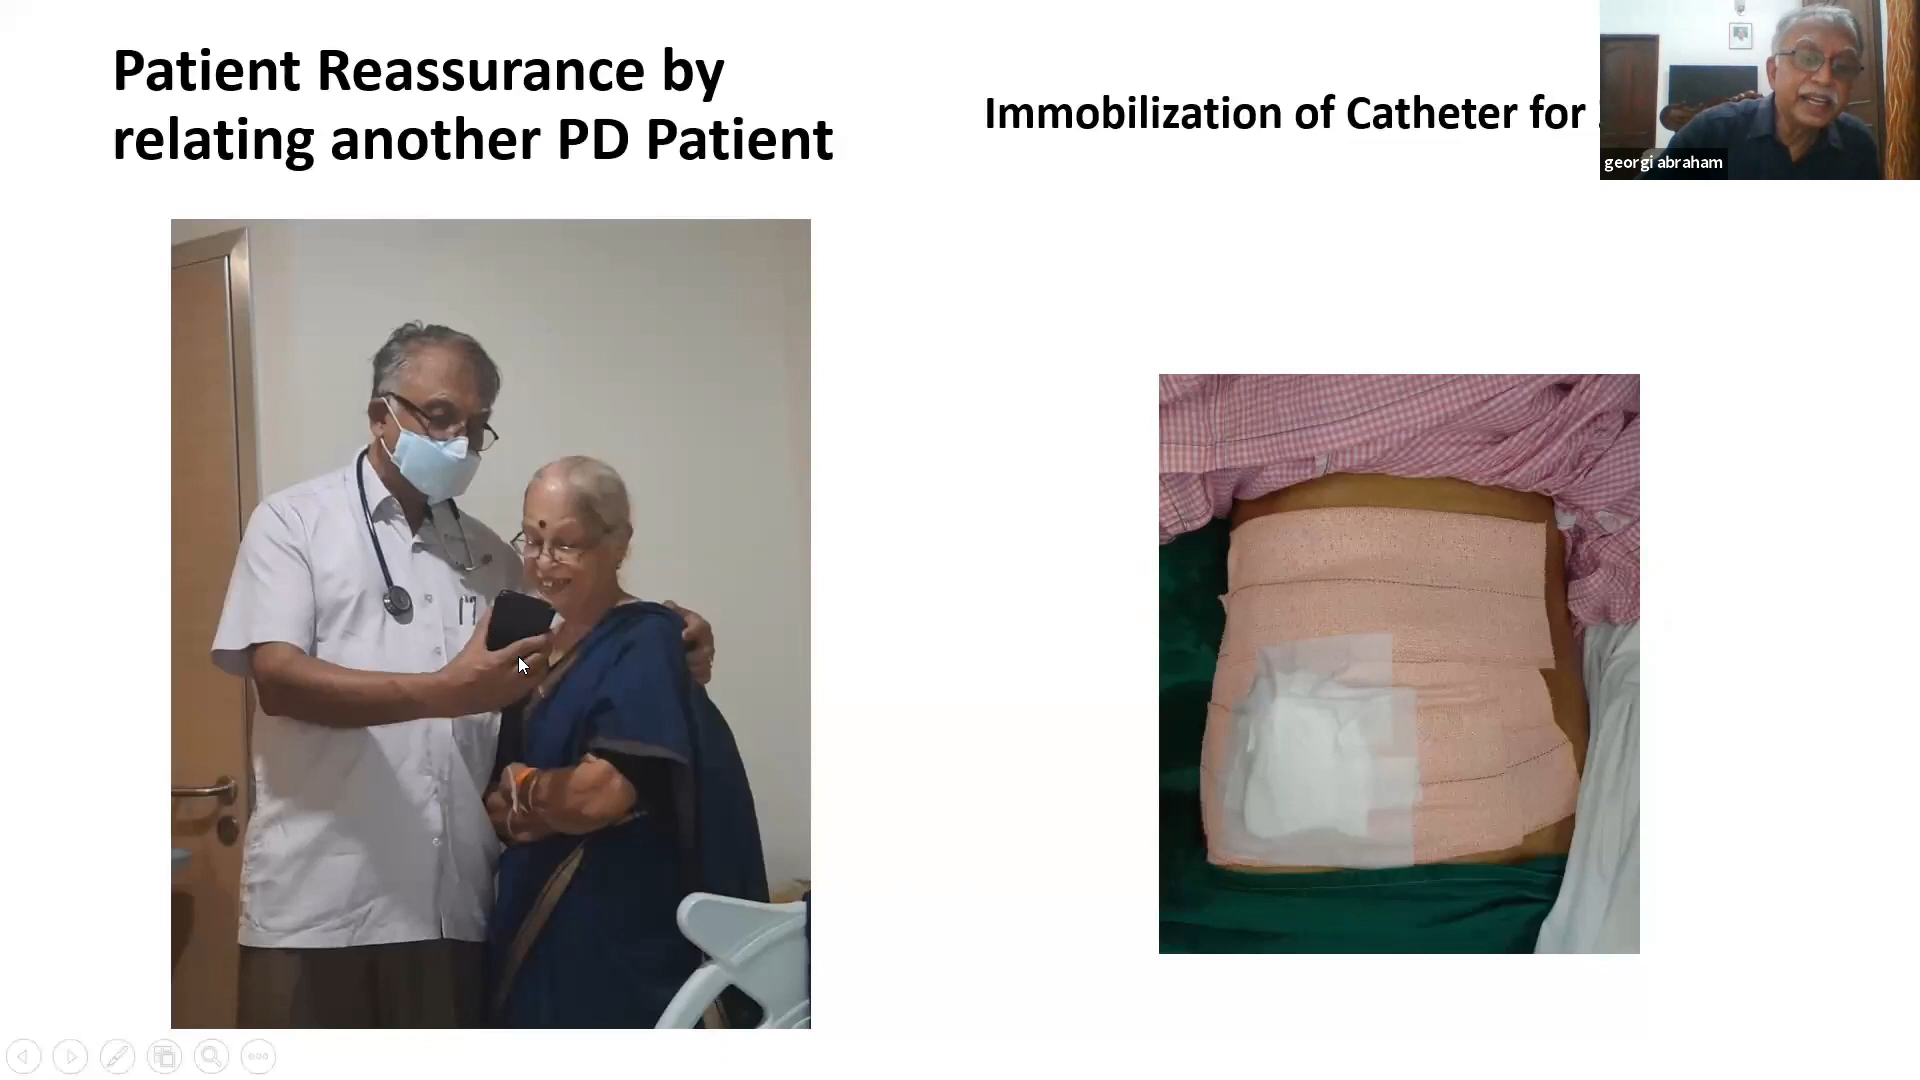 Patient Reassurance by
relating another PD Patient
Immobilization of Catheter for
georgi abraham